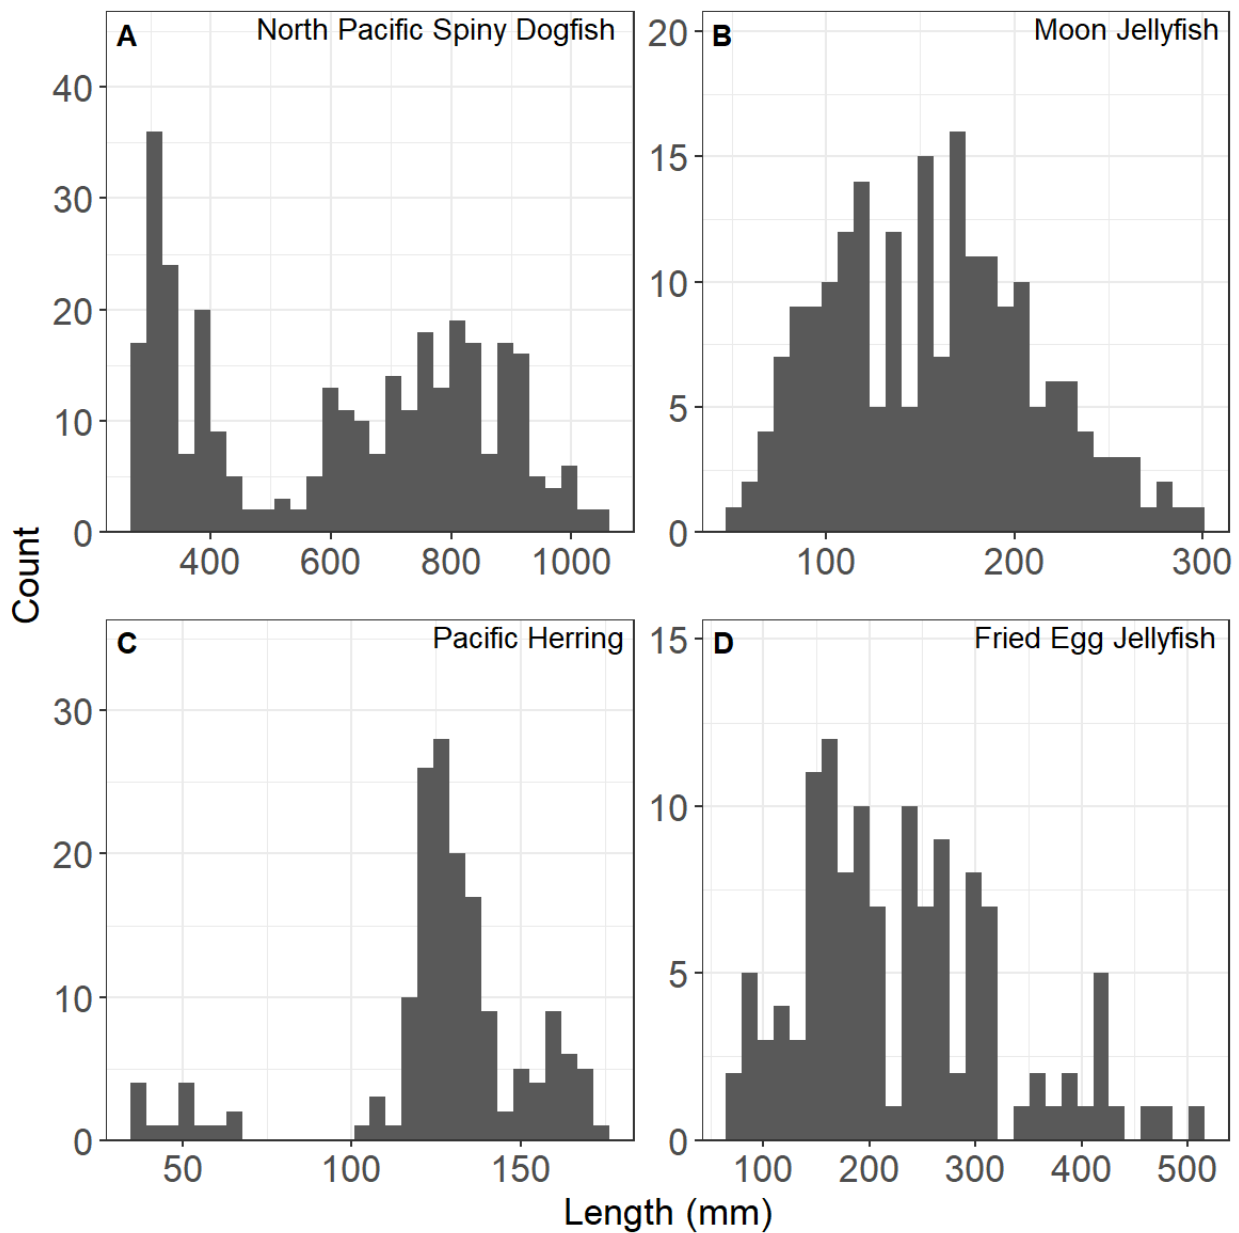 A North Pacific Spiny Dogfish
40
30
20
10
0
400 600 800 1000
B Moon Jellyfish
20
15
10
5
0
100 200 300
Count
C Pacific Herring
30
20
10
0
50 100 150
D Fried Egg Jellyfish
15
10
5
0
100 200 300 400 500
Length (mm)